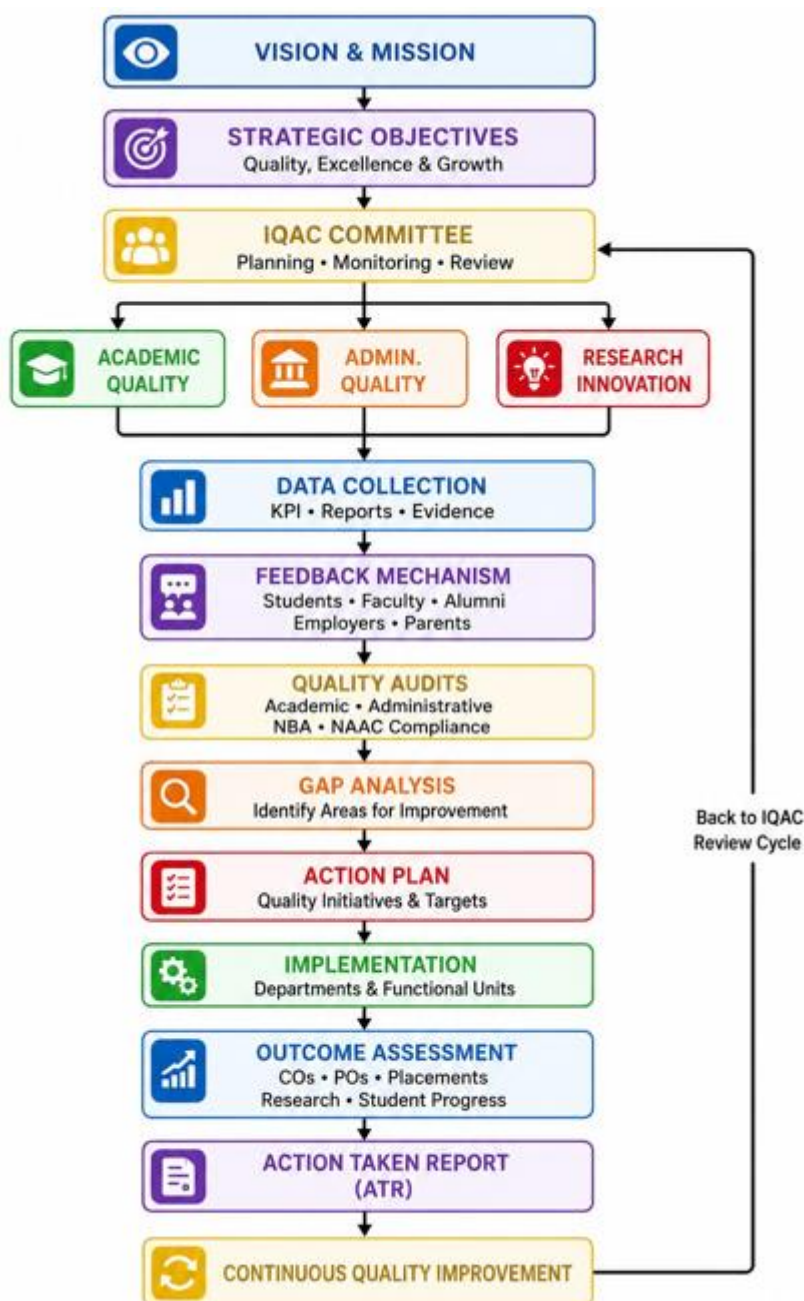 VISION & MISSION
STRATEGIC OBJECTIVES
Quality, Excellence & Growth
IQAC COMMITTEE
Planning • Monitoring • Review
ACADEMIC
QUALITY
ADMIN.
QUALITY
RESEARCH
INNOVATION
DATA COLLECTION
KPI • Reports • Evidence
FEEDBACK MECHANISM
Students • Faculty • Alumni
Employers • Parents
QUALITY AUDITS
Academic • Administrative
NBA • NAAC Compliance
GAP ANALYSIS
Identify Areas for Improvement
ACTION PLAN
Quality Initiatives & Targets
IMPLEMENTATION
Departments & Functional Units
OUTCOME ASSESSMENT
COs • POs • Placements
Research • Student Progress
ACTION TAKEN REPORT
(ATR)
CONTINUOUS QUALITY IMPROVEMENT
Back to IQAC
Review Cycle